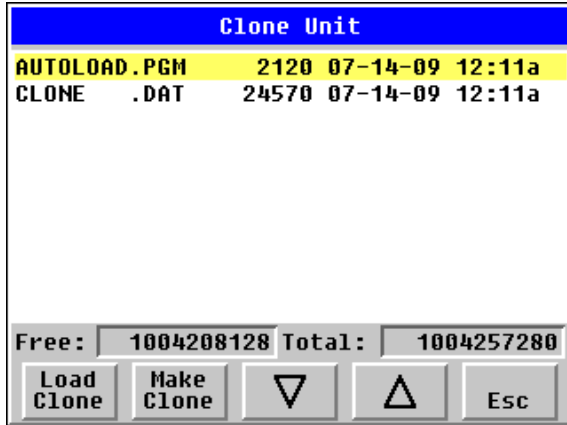 Clone Unit
AUTOLOAD.PGM 2120 07-14-09 12:11a
CLONE .DAT 24570 07-14-09 12:11a
Free: 1004208128 Total: 1004257280
Load Clone Make Clone Esc